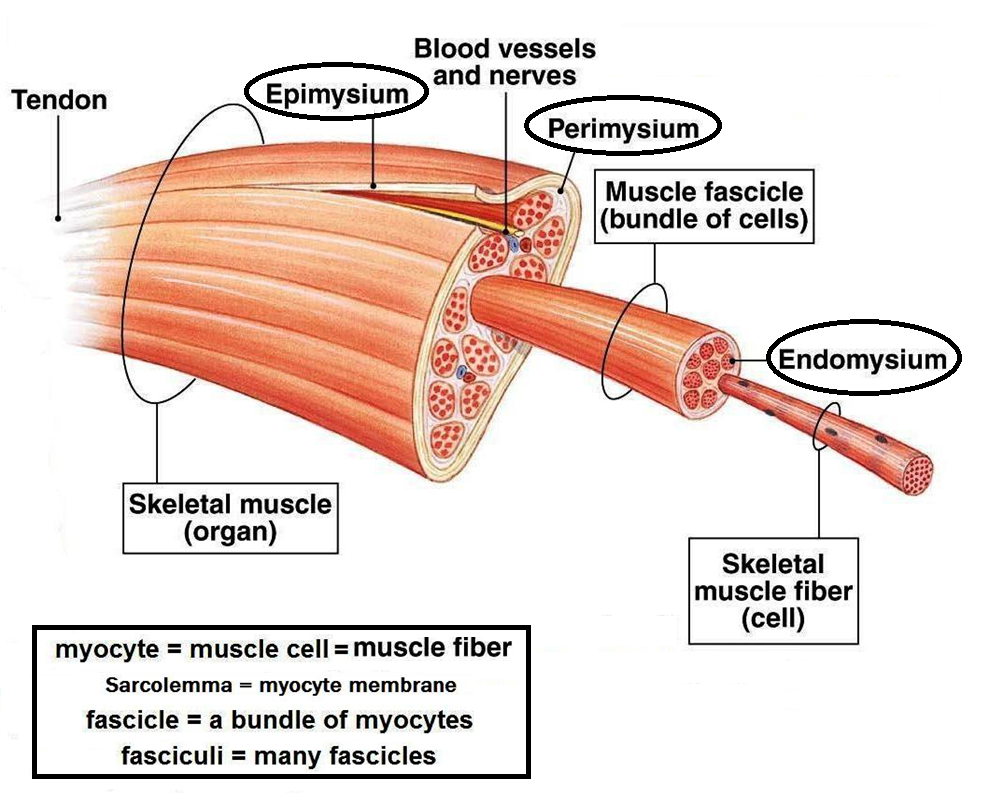 Blood vessels
and nerves
Tendon
Epimysium
Perimysium
Muscle fascicle
(bundle of cells)
Endomysium
Skeletal muscle
(organ)
Skeletal
muscle fiber
(cell)
myocyte = muscle cell = muscle fiber
Sarcolemma = myocyte membrane
fascicle = a bundle of myocytes
fasciculi = many fascicles